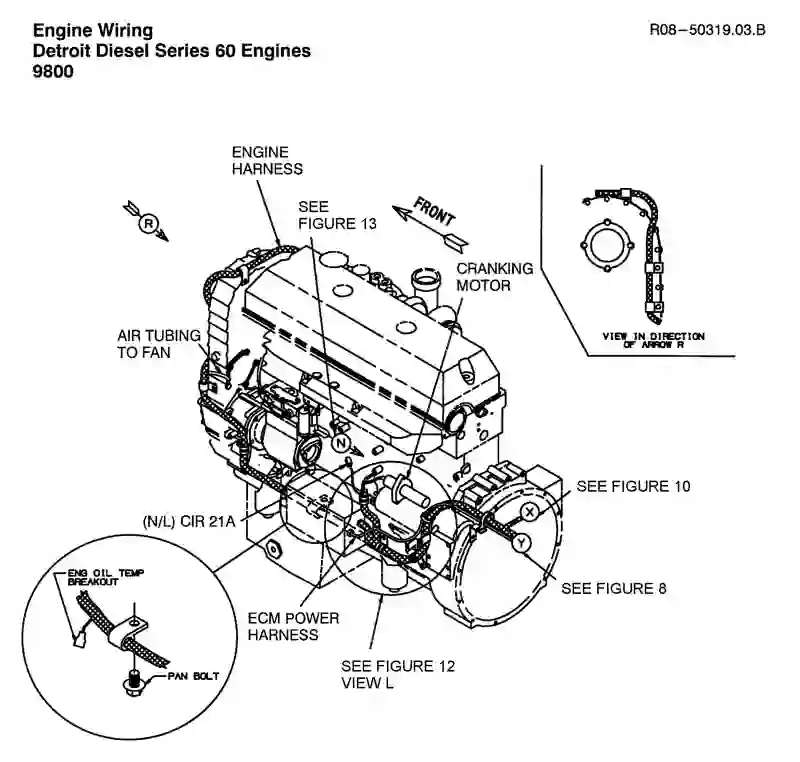 Engine Wiring
Detroit Diesel Series 60 Engines
9800
R08-50319.03.B
ENGINE
HARNESS
R
SEE
FIGURE 13
FRONT
CRANKING
MOTOR
AIR TUBING
TO FAN
VIEW IN DIRECTION
OF ARROW R
N
SEE FIGURE 10
X
(N/L) CIR 21A
Y
ENG OIL TEMP
BREAKOUT
SEE FIGURE 8
ECM POWER
HARNESS
SEE FIGURE 12
VIEW L
PAN BOLT